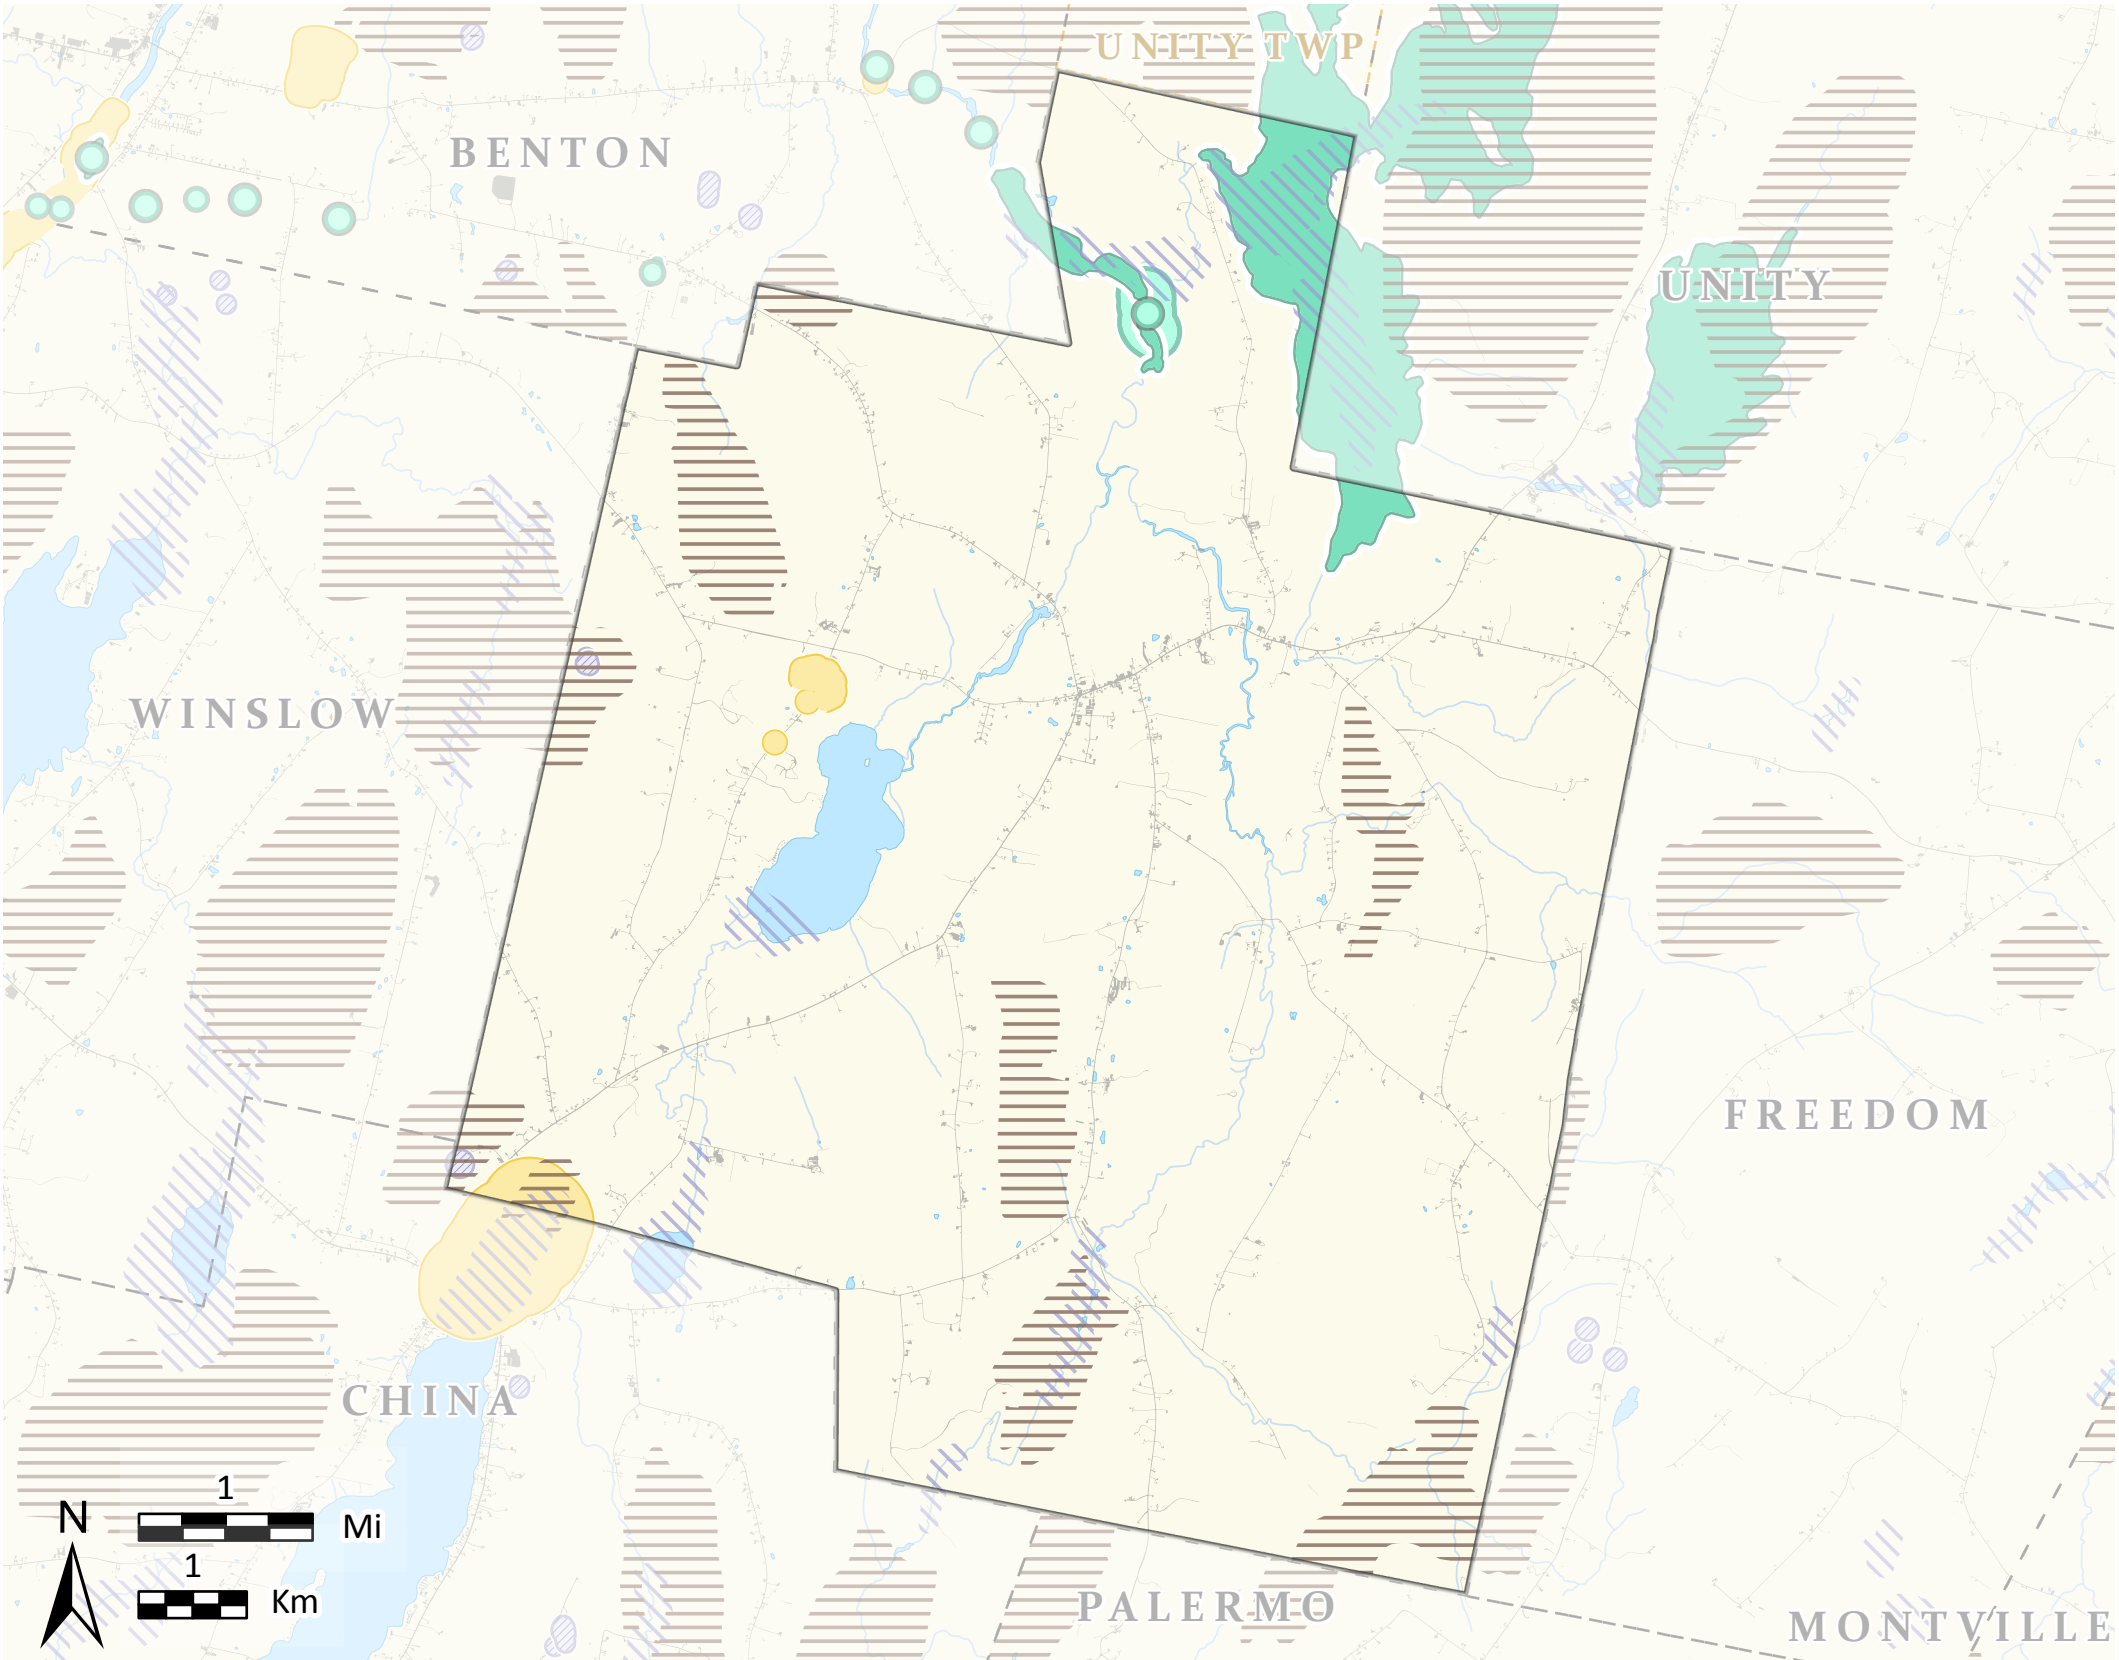 UNITY TWP
BENTON
UNITY
WINSLOW
FREEDOM
CHINA
1
N
Mi
1
Km
PALERMO
MONTVILLE